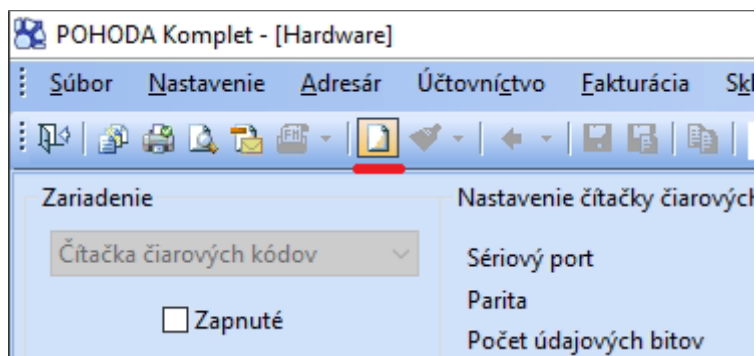 POHODA Komplet - [Hardware]
Súbor Nastavenie Adresár Účtovníctvo Fakturácia Skl
Zariadenie
Nastavenie čítačky čiarových
Čítačka čiarových kódov
Sériový port
Zapnuté
Parita
Počet údajových bitov